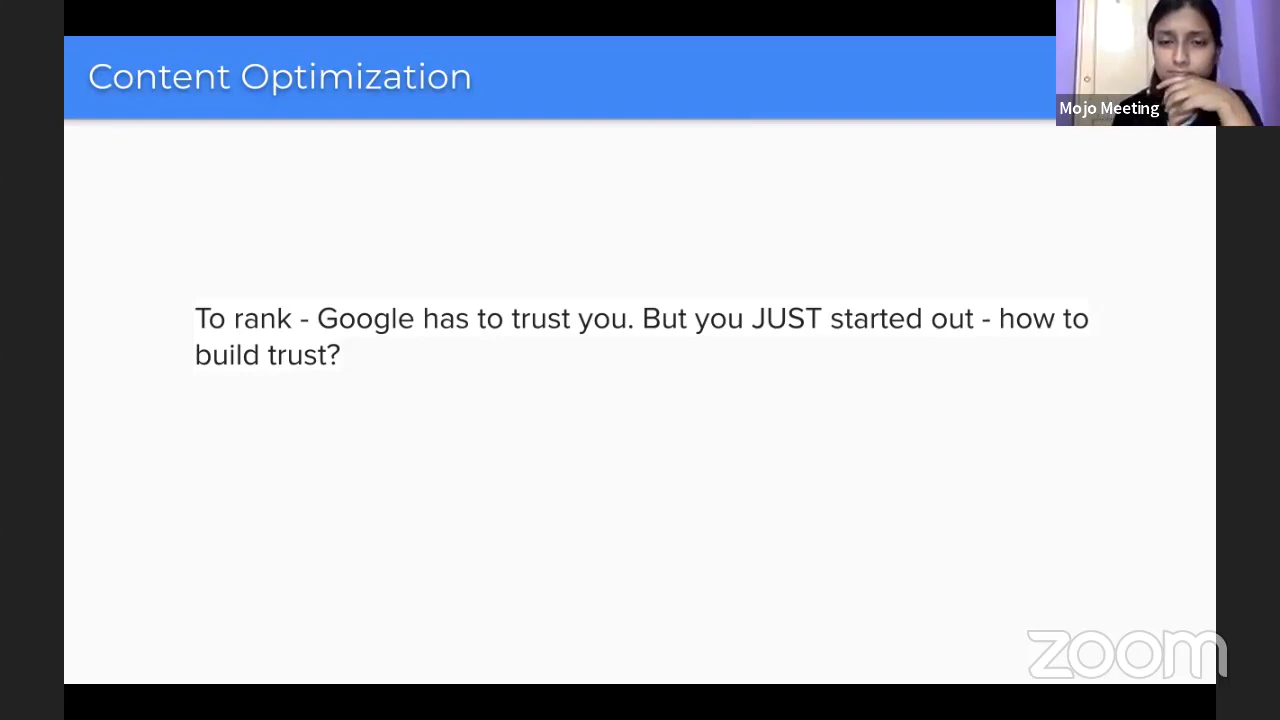 Content Optimization
Mojo Meeting
To rank - Google has to trust you. But you JUST started out - how to
build trust?
zoom